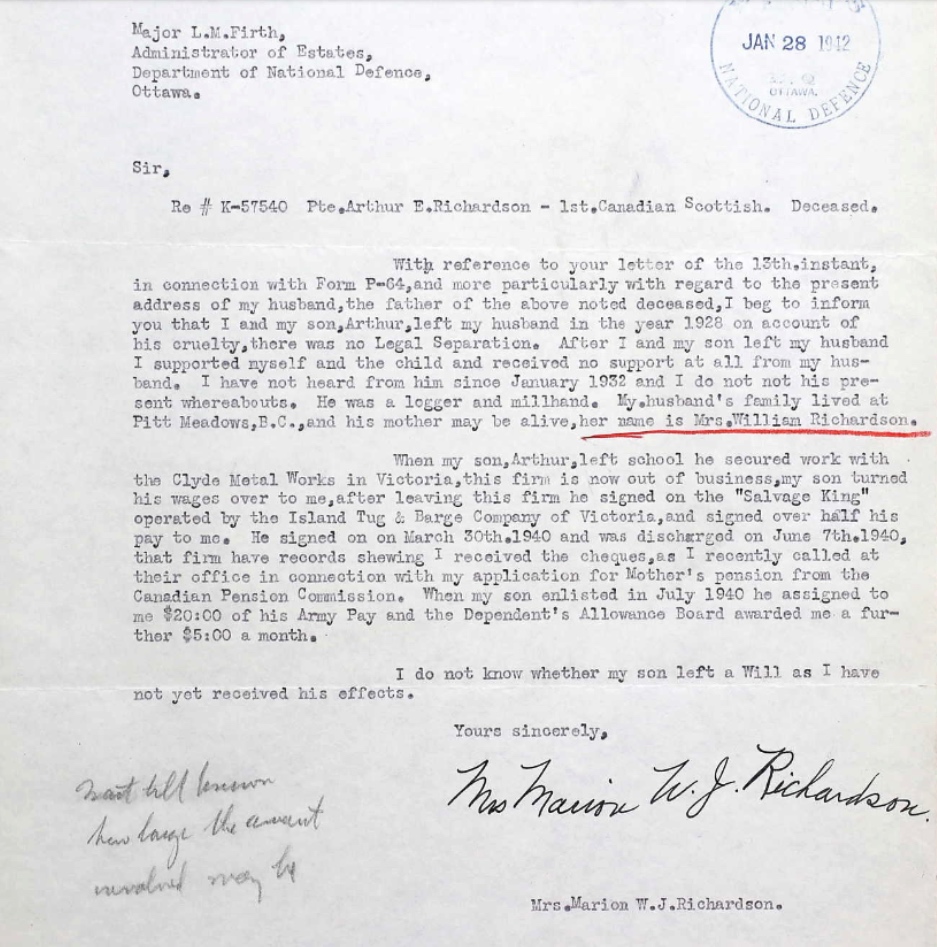 Major L.M.Firth,
Administrator of Estates,
Department of National Defence,
Ottawa.
JAN 28 1942
OTTAWA.
NATIONAL DEFENCE
Sir,
Re # K-57540 Pte.Arthur E.Richardson - 1st.Canadian Scottish. Deceased.
With reference to your letter of the 13th.instant,
in connection with Form P-64,and more particularly with regard to the present
address of my husband,the father of the above noted deceased,I beg to inform
you that I and my son,Arthur,left my husband in the year 1928 on account of
his cruelty,there was no Legal Separation. After I and my son left my husband
I supported myself and the child and received no support at all from my hus-
band. I have not heard from him since January 1932 and I do not not his pre-
sent whereabouts. He was a logger and millhand. My.husband's family lived at
Pitt Meadows,B.C.,and his mother may be alive,her name is Mrs.William Richardson.
When my son,Arthur,left school he secured work with
the Clyde Metal Works in Victoria,this firm is now out of business,my son turned
his wages over to me,after leaving this firm he signed on the "Salvage King"
operated by the Island Tug & Barge Company of Victoria,and signed over half his
pay to me. He signed on on March 30th.1940 and was discharged on June 7th.1940,
that firm have records shewing I received the cheques,as I recently called at
their office in connection with my application for Mother's pension from the
Canadian Pension Commission. When my son enlisted in July 1940 he assigned to
me $20:00 of his Army Pay and the Dependent's Allowance Board awarded me a fur-
ther $5:00 a month.
I do not know whether my son left a Will as I have
not yet received his effects.
Yours sincerely,
Mrs Marion W.J. Richardson.
till known
how large the amount
involved may be
Mrs.Marion W.J.Richardson.